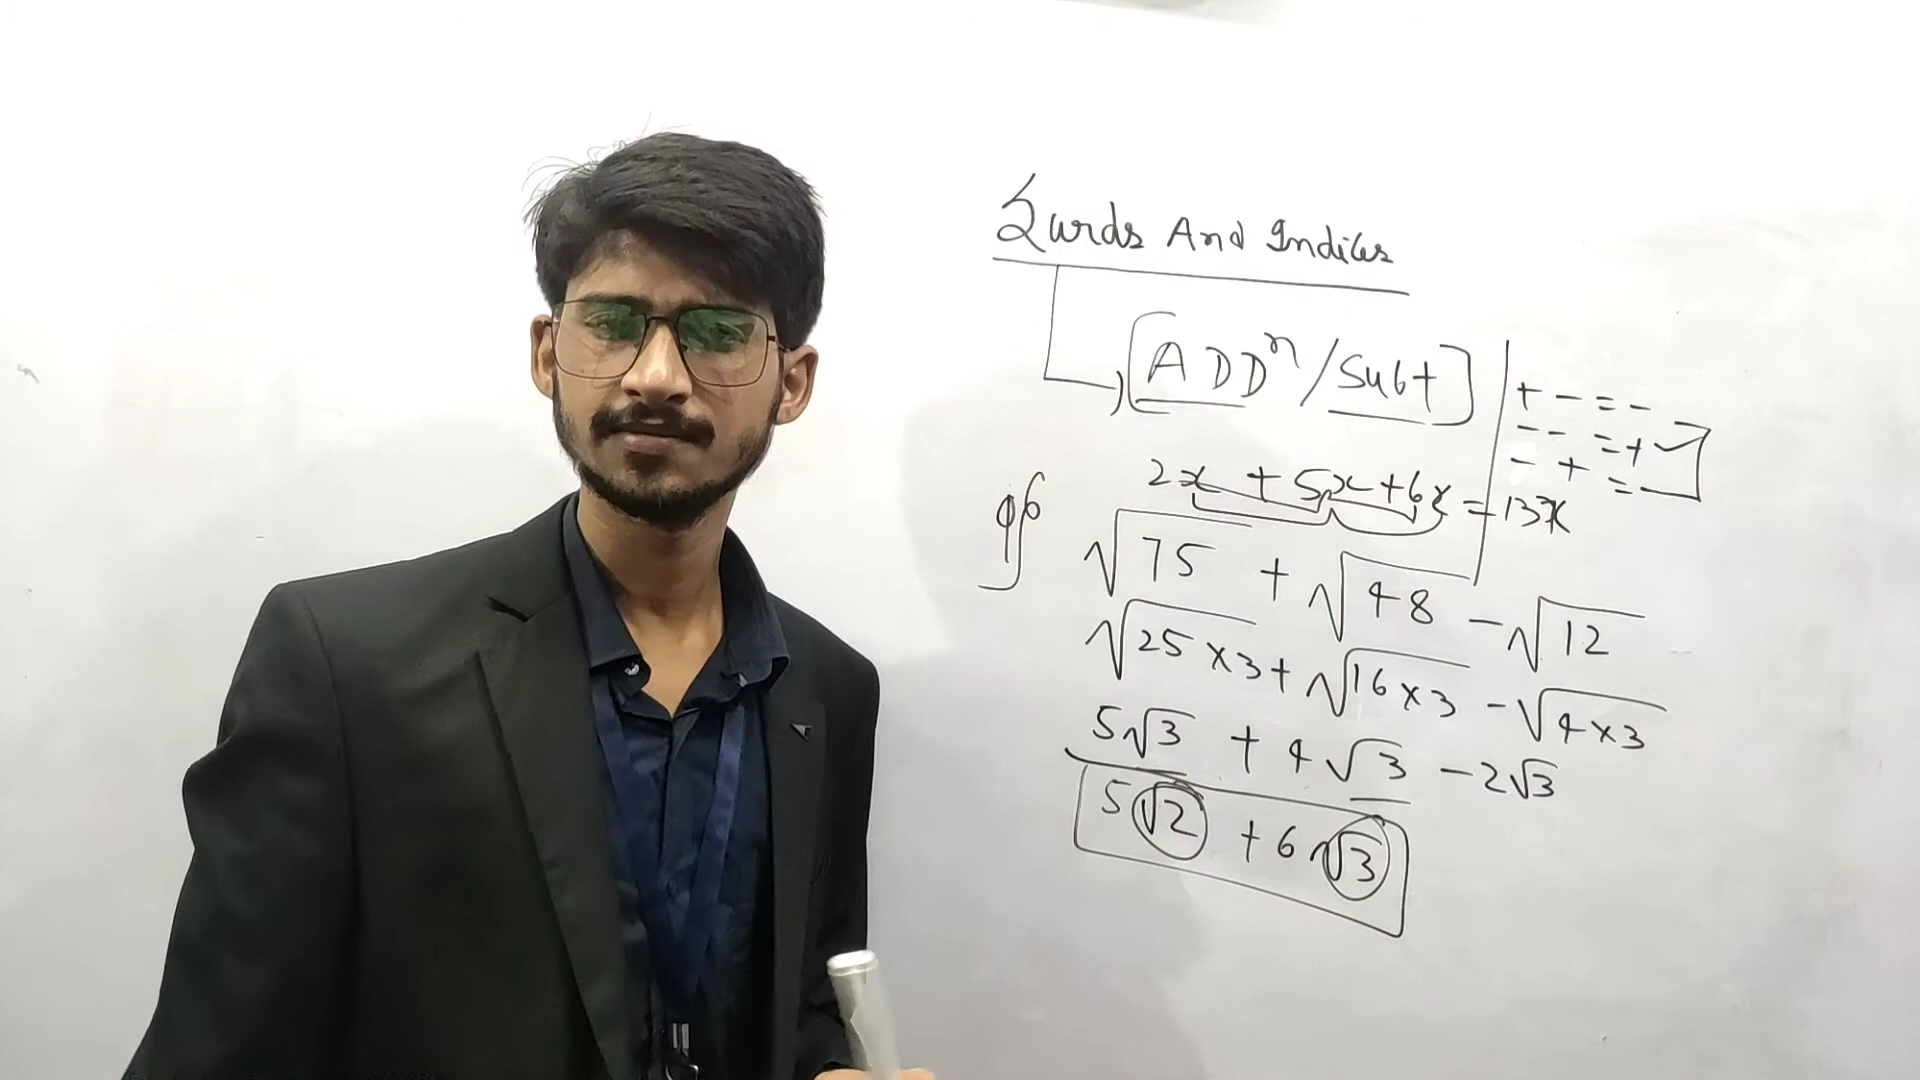 Surds And Indices
[ADDⁿ/Subt]
+ - = -
- - = +
- + = -
2x + 5x + 6x = 13x
√75 + √48 - √12
√25×3 + √16×3 - √4×3
5√3 + 4√3 - 2√3
5√2 + 6√3